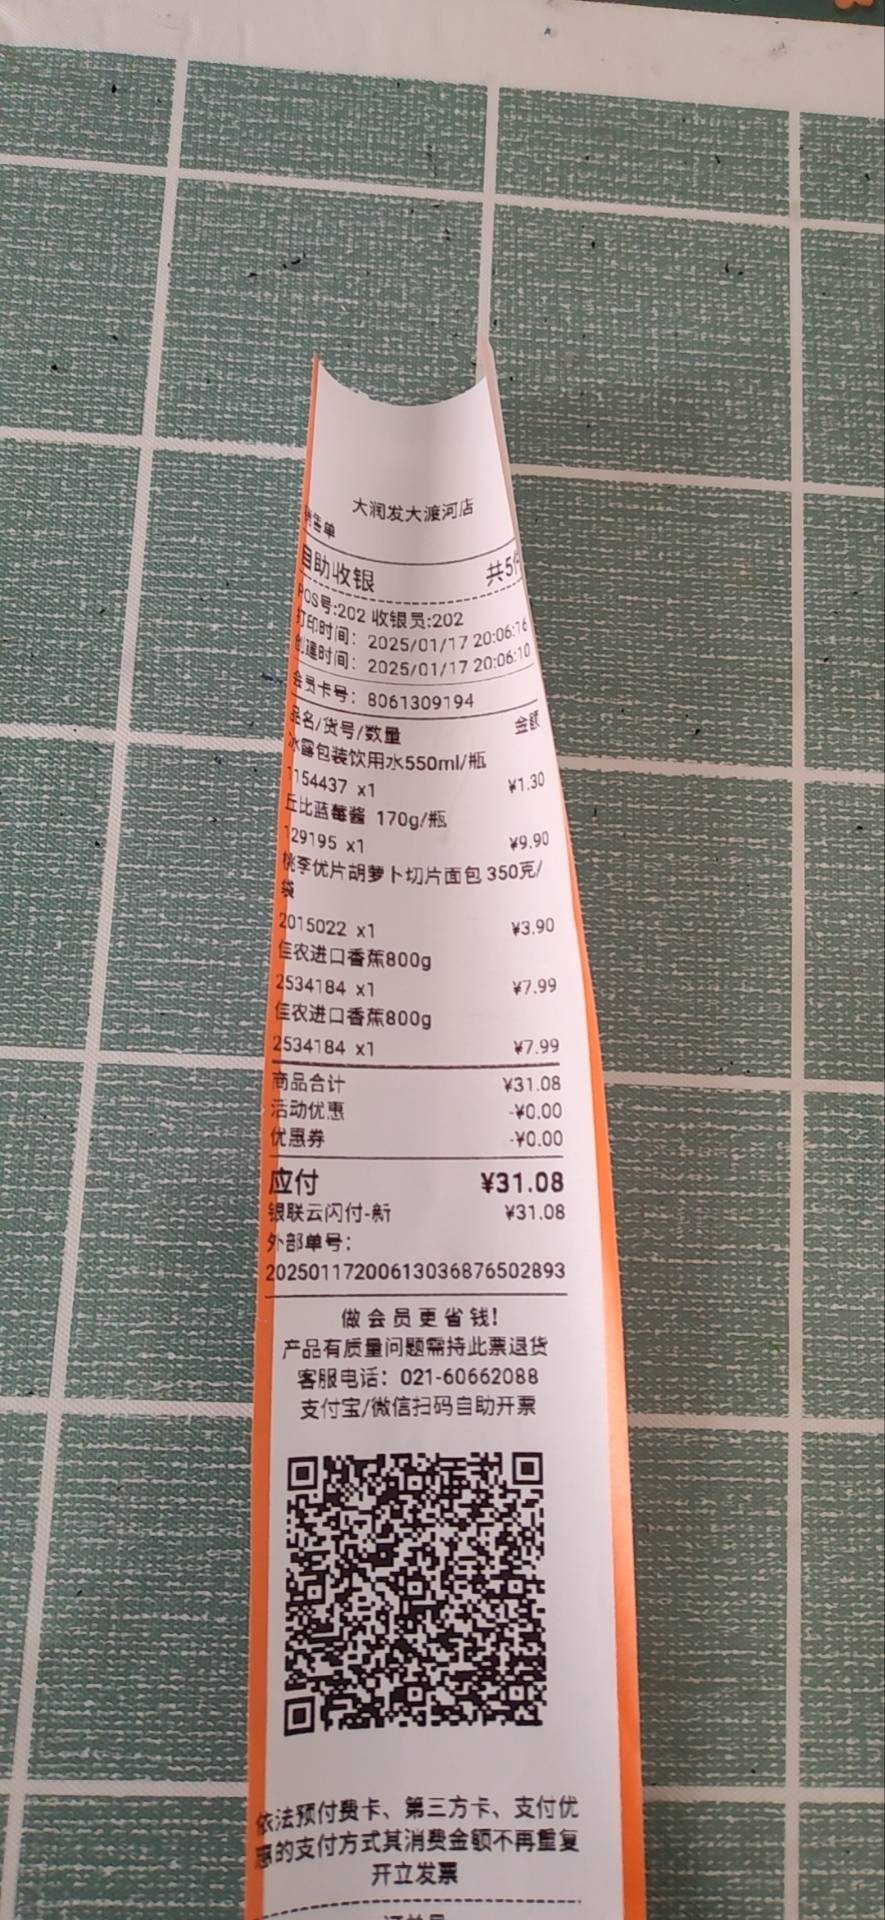 大润发大渡河店
销售单
自助收银 共5件
POS号:202 收银员:202
打印时间: 2025/01/17 20:06:16
创建时间: 2025/01/17 20:06:10
会员卡号: 8061309194
品名/货号/数量 金额
冰露包装饮用水550ml/瓶
1154437 x1 ¥1.30
丘比蓝莓酱 170g/瓶
129195 x1 ¥9.90
桃李优片胡萝卜切片面包 350克/
袋
2015022 x1 ¥3.90
佳农进口香蕉800g
2534184 x1 ¥7.99
佳农进口香蕉800g
2534184 x1 ¥7.99
商品合计 ¥31.08
活动优惠 -¥0.00
优惠券 -¥0.00
应付 ¥31.08
银联云闪付-新 ¥31.08
外部单号:
20250117200613036876502893
做会员更省钱!
产品有质量问题需持此票退货
客服电话: 021-60662088
支付宝/微信扫码自助开票
依法预付费卡、第三方卡、支付优
惠的支付方式其消费金额不再重复
开立发票